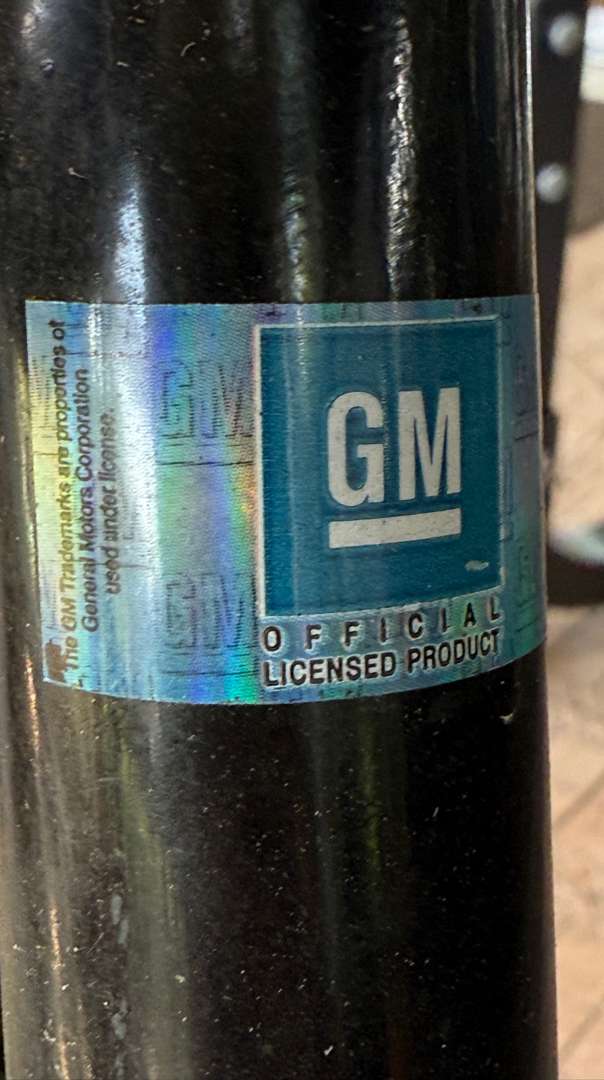 The GM Trademarks are properties of
General Motors Corporation
used under license.
GM
OFFICIAL
LICENSED PRODUCT